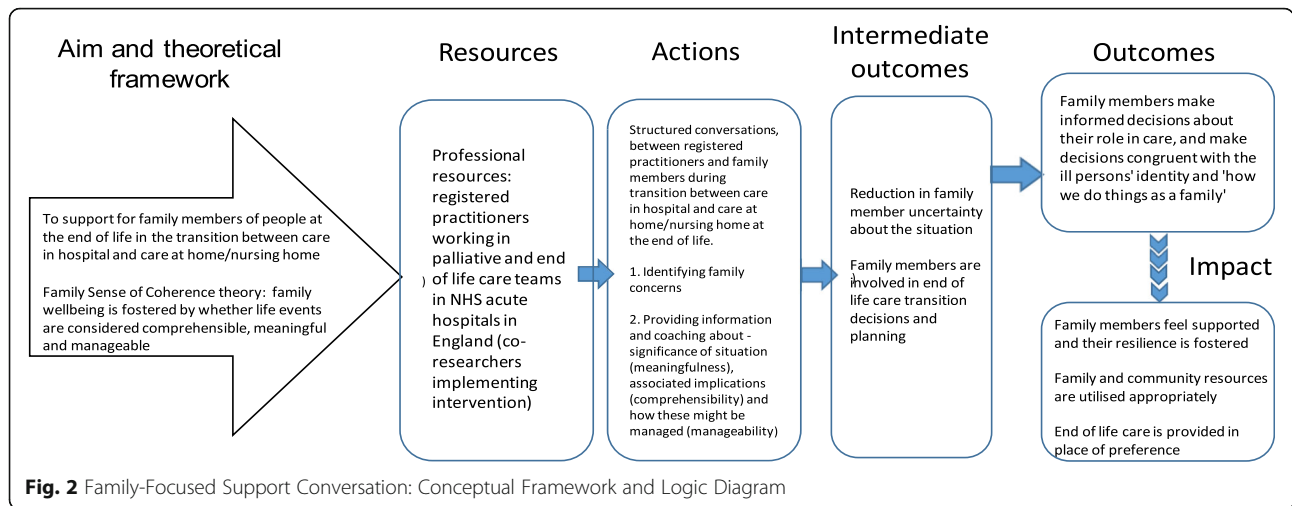 Aim and theoretical
framework
To support for family members of people at
the end of life in the transition between care
in hospital and care at home/nursing home
Family Sense of Coherence theory: family
wellbeing is fostered by whether life events
are considered comprehensible, meaningful
and manageable
Resources
Professional
resources:
registered
practitioners
working in
palliative and end
) of life care teams
in NHS acute
hospitals in
England (co-
researchers
implementing
intervention)
Actions
Structured conversations,
between registered
practitioners and family
members during
transition between care
in hospital and care at
home/nursing home at
the end of life.
1. Identifying family
concerns
2. Providing information
and coaching about -
significance of situation
(meaningfulness),
associated implications
(comprehensibility) and
how these might be
managed (manageability)
Intermediate
outcomes
Reduction in family
member uncertainty
about the situation
Family members are
involved in end of
life care transition
decisions and
planning
Outcomes
Family members make
informed decisions about
their role in care, and make
decisions congruent with the
ill persons' identity and 'how
we do things as a family'
Impact
Family members feel supported
and their resilience is fostered
Family and community resources
are utilised appropriately
End of life care is provided in
place of preference
Fig. 2 Family-Focused Support Conversation: Conceptual Framework and Logic Diagram